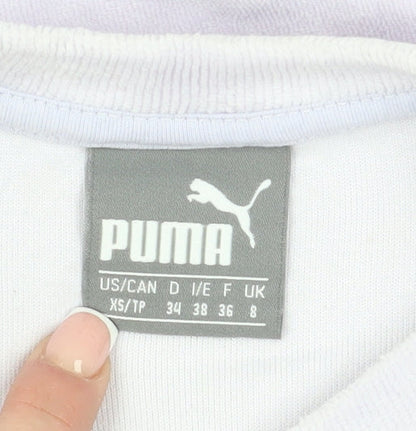 PUMA
US/CAN D I/E F UK
XS/TP 34 38 36 8